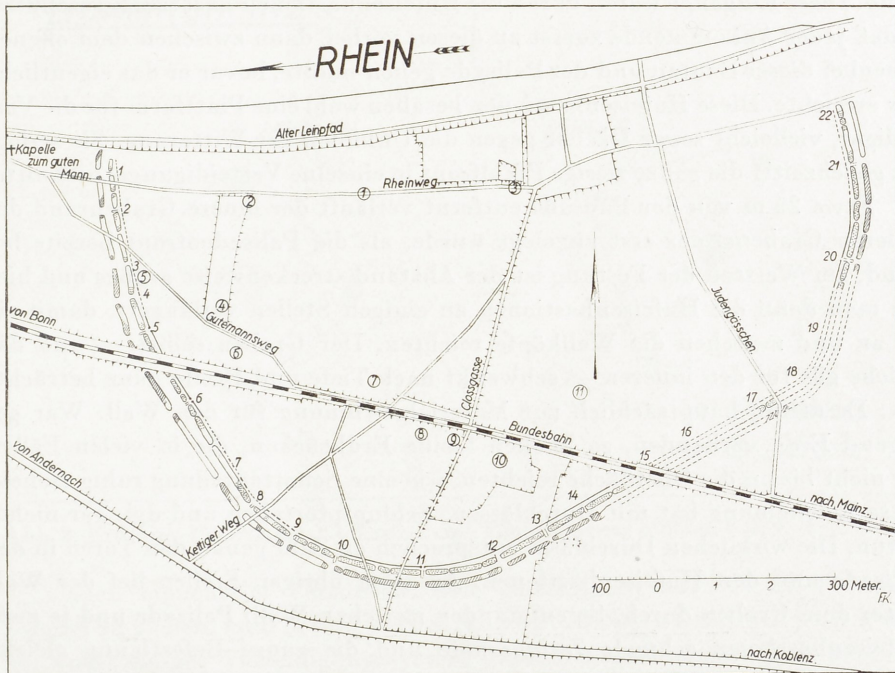 RHEIN
Alter Leinpfad
Kapelle
zum guten
Mann
Rheinweg
1
2
3
4
5
6
7
8
9
10
11
1
2
3
4
5
6
7
8
9
10
11
12
13
14
15
16
17
18
19
20
21
22
Gutemannsweg
von Bonn
Closgasse
Judengässchen
Bundesbahn
nach Mainz
von Andernach
Kettiger Weg
100 0 1 2 300 Meter.
F.K.
nach Koblenz.